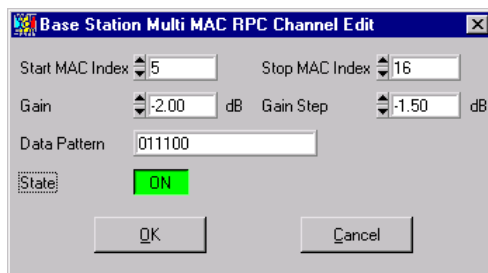 Base Station Multi MAC RPC Channel Edit
Start MAC Index 5 Stop MAC Index 16
Gain -2.00 dB Gain Step -1.50 dB
Data Pattern 011100
State ON
OK Cancel